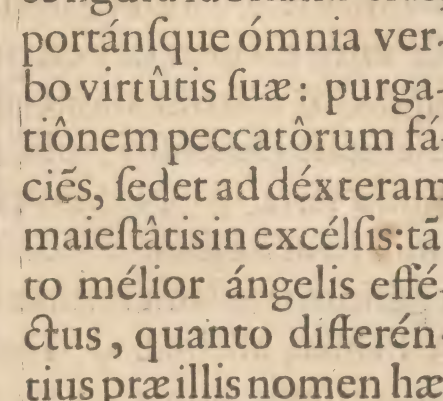 portánſque ómnia ver-
bo virtûtis ſuæ: purga-
tiônem peccatôrum fá-
ciẽs, ſedet ad déxteram
maieſtâtis in excélſis: tã
to mélior ángelis effé-
ctus, quanto differén-
tius præ illis nomen hæ